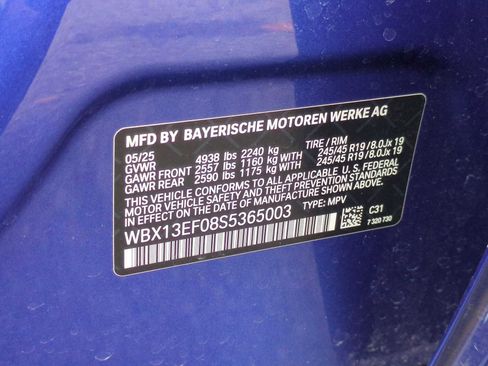 MFD BY BAYERISCHE MOTOREN WERKE AG
05/25 TIRE / RIM
GVWR 4938 lbs 2240 kg
GAWR FRONT 2557 lbs 1160 kg WITH 245/45 R19 / 8.0Jx 19
GAWR REAR 2590 lbs 1175 kg WITH 245/45 R19 / 8.0Jx 19
THIS VEHICLE CONFORMS TO ALL APPLICABLE U.S. FEDERAL
MOTOR VEHICLE SAFETY AND THEFT PREVENTION STANDARDS
IN EFFECT ON THE DATE OF MANUFACTURE SHOWN ABOVE.
WBX13EF08S5365003 TYPE: MPV
C31
7 320 730